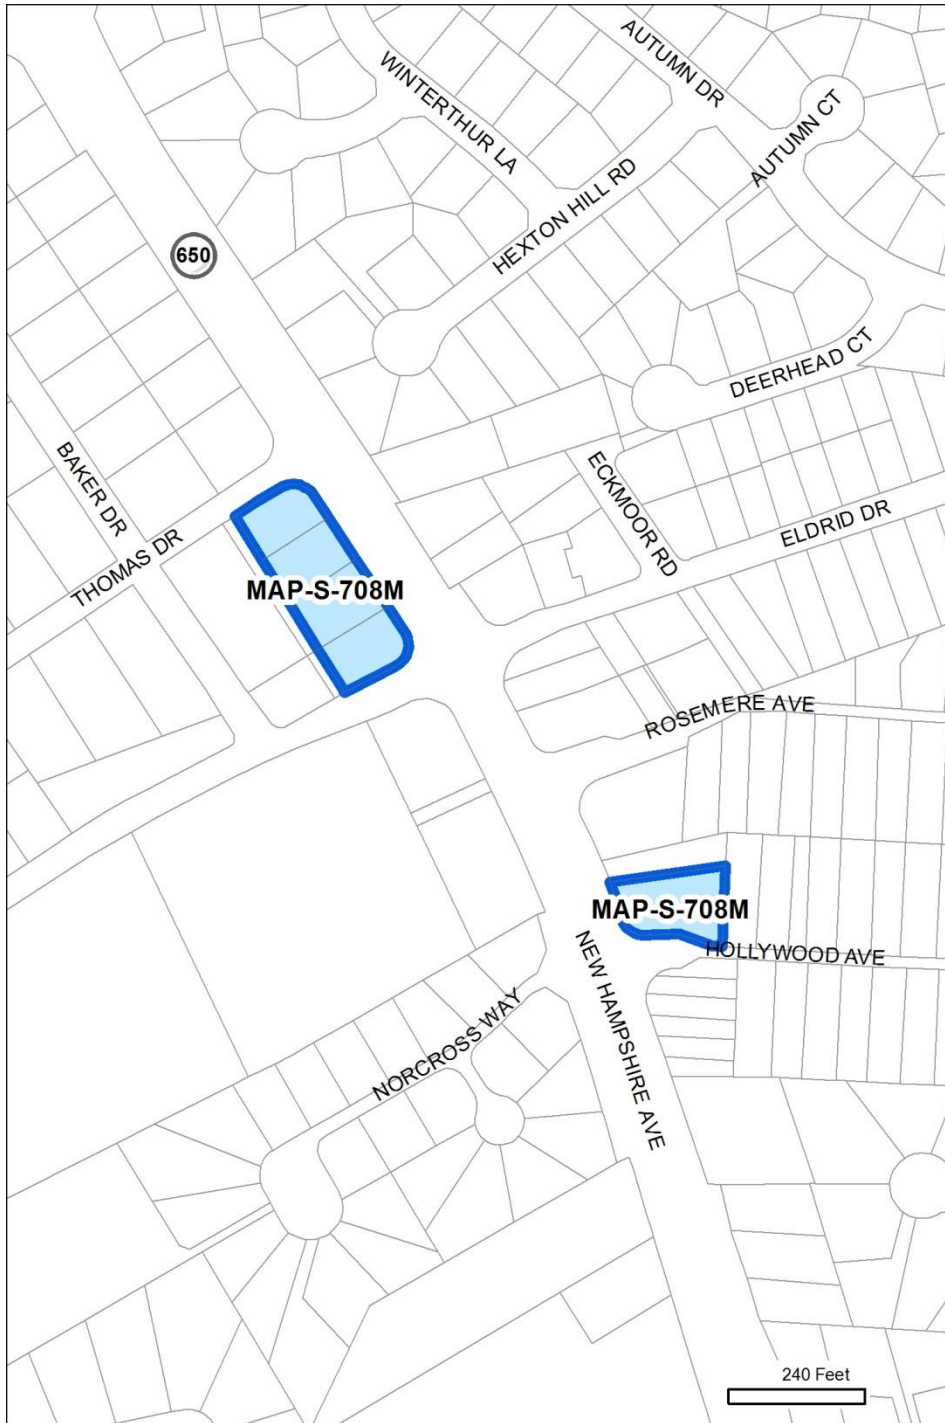 AUTUMN DR
WINTERTHUR LA
AUTUMN CT
HEXTON HILL RD
650
DEERHEAD CT
BAKER DR
ECKMOOR RD
ELDRID DR
THOMAS DR
MAP-S-708M
ROSEMERE AVE
MAP-S-708M
HOLLYWOOD AVE
NEW HAMPSHIRE AVE
NORCROSS WAY
240 Feet